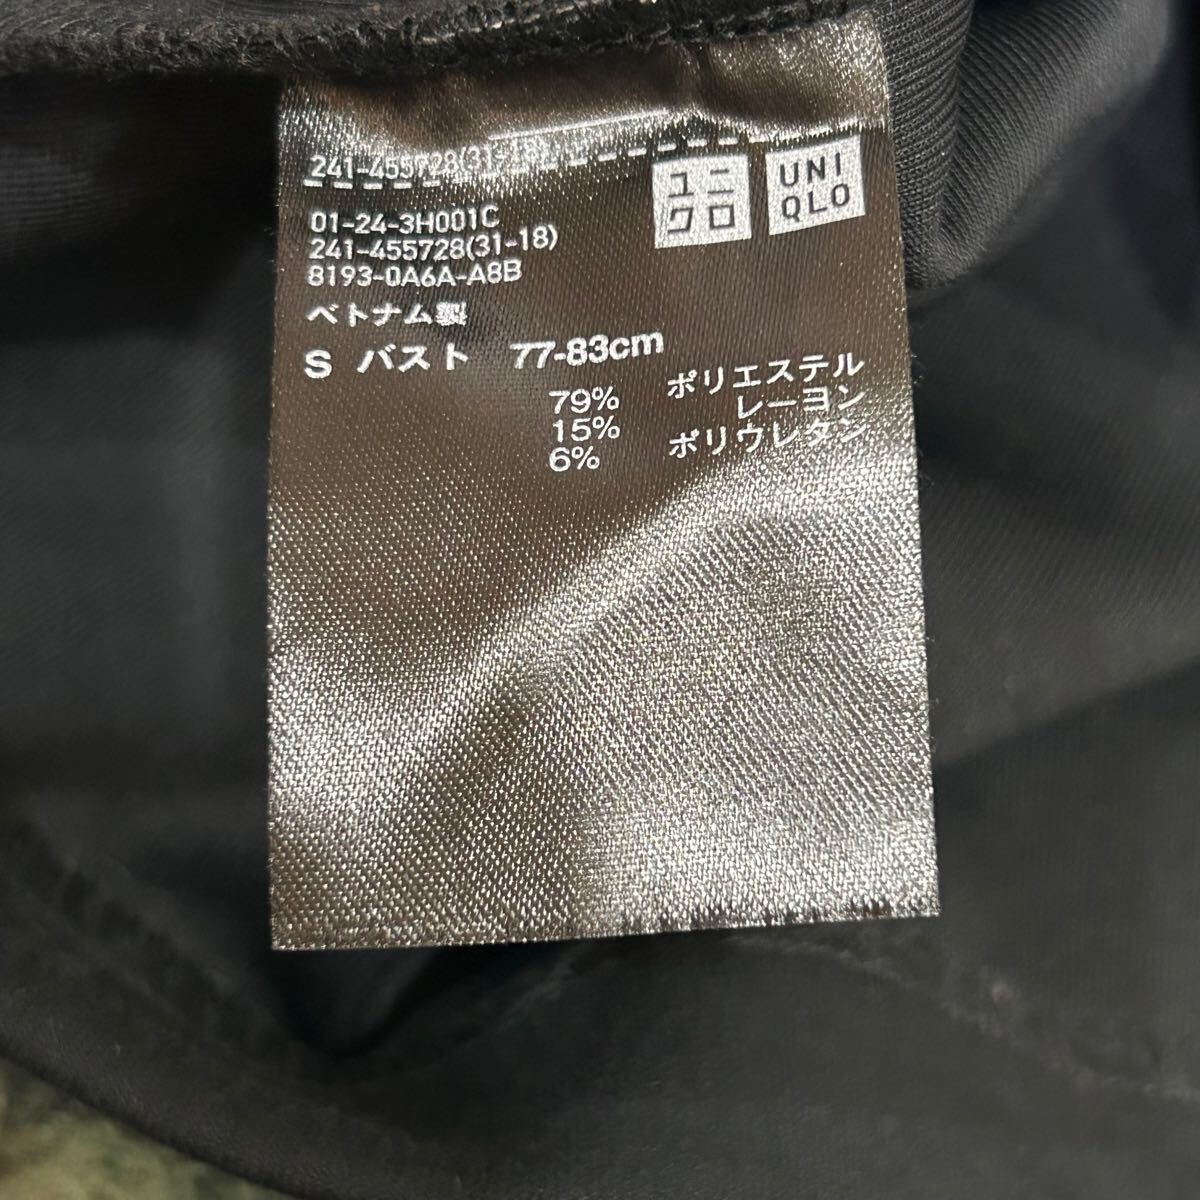 241-455728(31-18)
ユニ
クロ
UNI
QLO
01-24-3H001C
241-455728(31-18)
8193-0A6A-A8B
ベトナム製
S バスト 77-83cm
79% ポリエステル
15% レーヨン
6% ポリウレタン